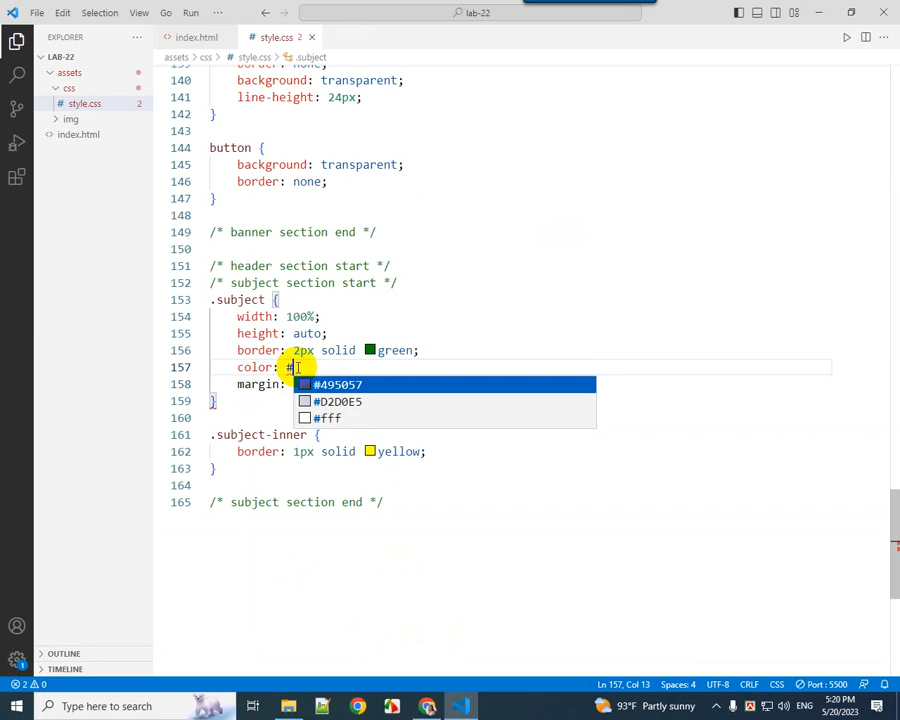 File Edit Selection View Go Run ··· lab-22
EXPLORER ··· index.html style.css 2
LAB-22 assets > css > style.css > .subject
assets
css
style.css 2
img
index.html
140 background: transparent;
141 line-height: 24px;
142 }
143
144 button {
145 background: transparent;
146 border: none;
147 }
148
149 /* banner section end */
150
151 /* header section start */
152 /* subject section start */
153 .subject {
154 width: 100%;
155 height: auto;
156 border: 2px solid green;
157 color: #
158 margin:
#495057
#D2D0E5
#fff
159 }
160
161 .subject-inner {
162 border: 1px solid yellow;
163 }
164
165 /* subject section end */
OUTLINE
TIMELINE
1
2 0 Ln 157, Col 13 Spaces: 4 UTF-8 CRLF CSS Port : 5500
Type here to search 93°F Partly sunny ENG 5:20 PM
5/20/2023